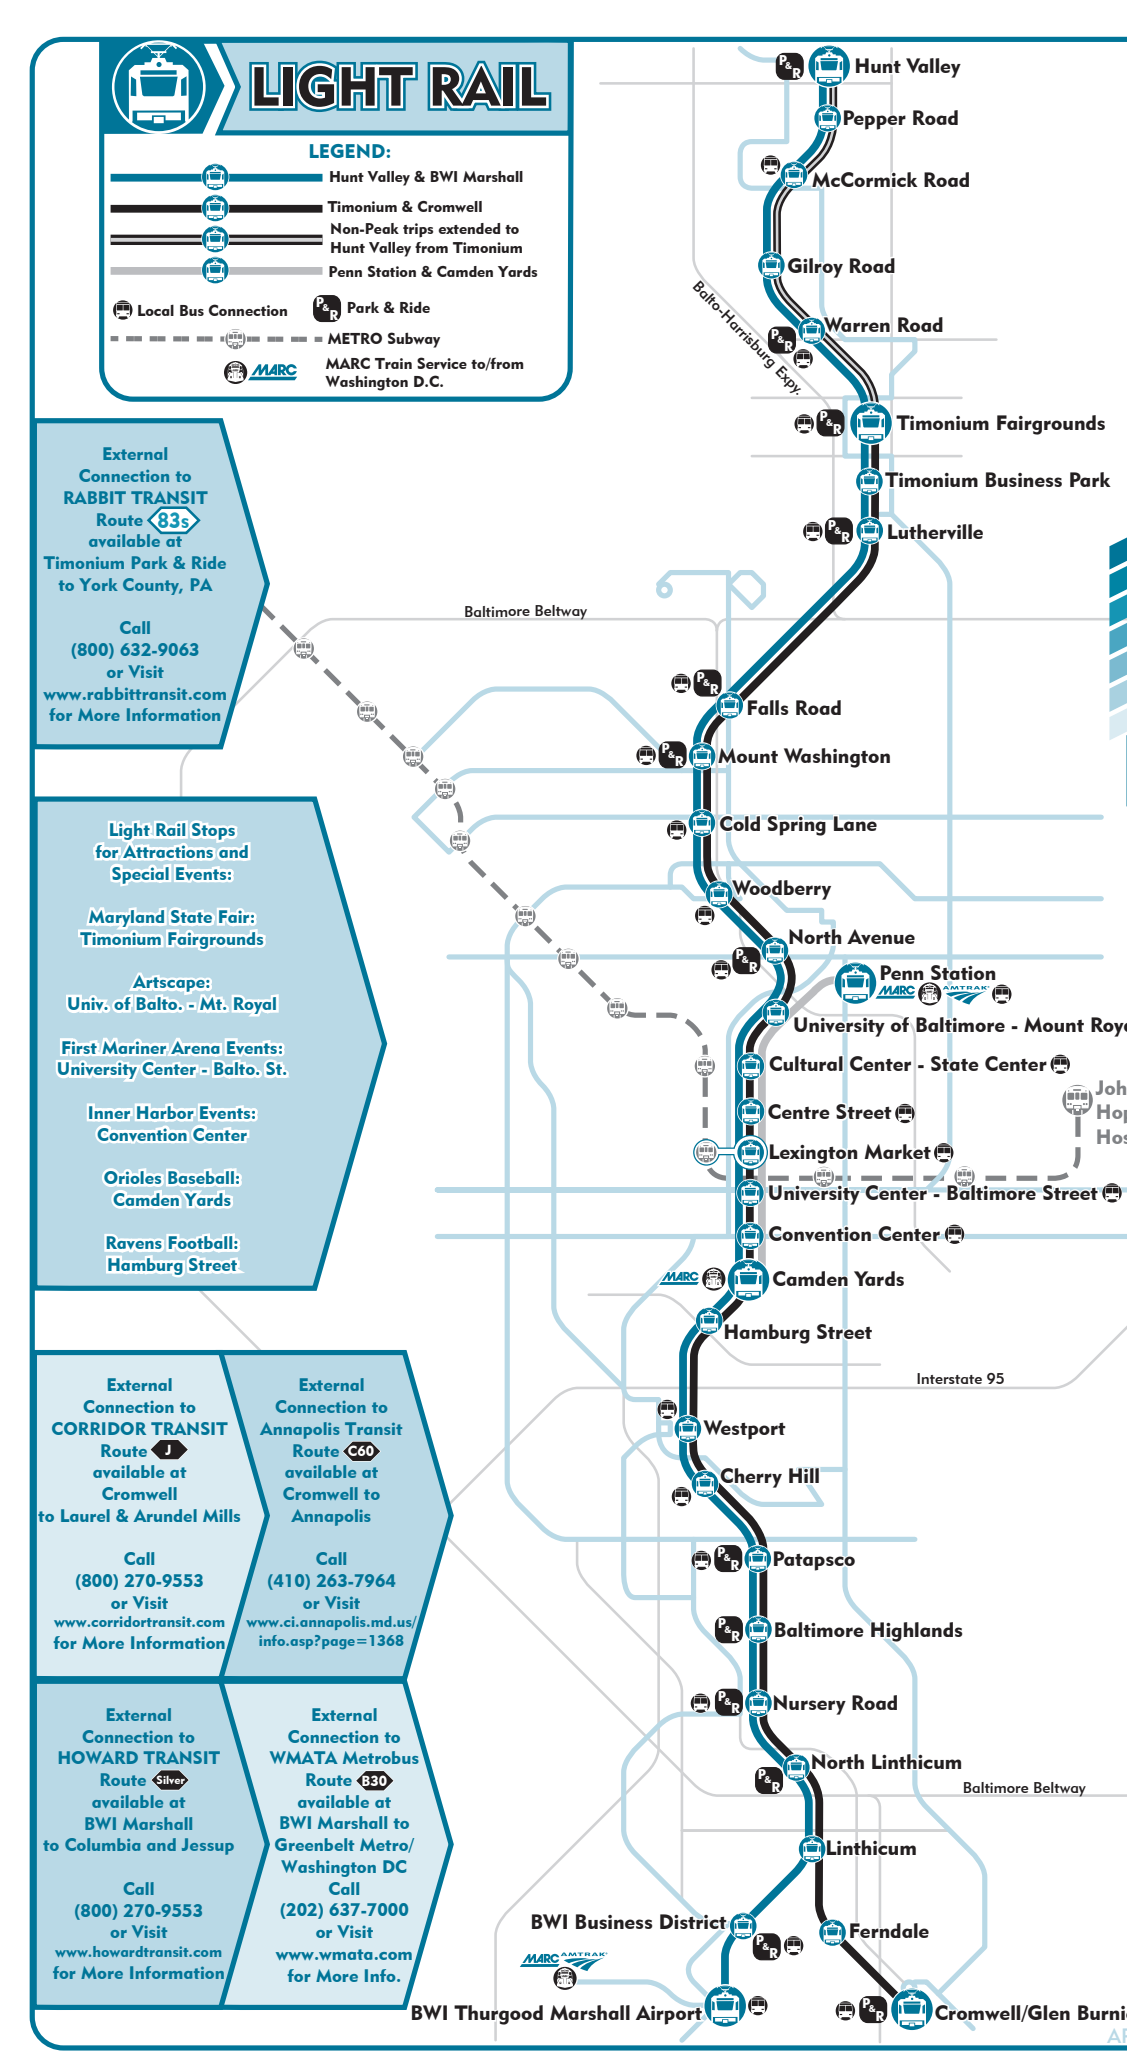 LIGHT RAIL
LEGEND:
Hunt Valley & BWI Marshall
Timonium & Cromwell
Non-Peak trips extended to
Hunt Valley from Timonium
Penn Station & Camden Yards
Local Bus Connection
P&R Park & Ride
METRO Subway
MARC
MARC Train Service to/from
Washington D.C.
External
Connection to
RABBIT TRANSIT
Route 83s
available at
Timonium Park & Ride
to York County, PA
Call
(800) 632-9063
or Visit
www.rabbittransit.com
for More Information
Light Rail Stops
for Attractions and
Special Events:
Maryland State Fair:
Timonium Fairgrounds
Artscape:
Univ. of Balto. - Mt. Royal
First Mariner Arena Events:
University Center - Balto. St.
Inner Harbor Events:
Convention Center
Orioles Baseball:
Camden Yards
Ravens Football:
Hamburg Street
External
Connection to
CORRIDOR TRANSIT
Route J
available at
Cromwell
to Laurel & Arundel Mills
Call
(800) 270-9553
or Visit
www.corridortransit.com
for More Information
External
Connection to
Annapolis Transit
Route C60
available at
Cromwell to
Annapolis
Call
(410) 263-7964
or Visit
www.ci.annapolis.md.us/
info.asp?page=1368
External
Connection to
HOWARD TRANSIT
Route Silver
available at
BWI Marshall
to Columbia and Jessup
Call
(800) 270-9553
or Visit
www.howardtransit.com
for More Information
External
Connection to
WMATA Metrobus
Route B30
available at
BWI Marshall to
Greenbelt Metro/
Washington DC
Call
(202) 637-7000
or Visit
www.wmata.com
for More Info.
P&R Hunt Valley
Pepper Road
McCormick Road
Gilroy Road
Balto-Harrisburg Expy.
Warren Road
P&R
P&R Timonium Fairgrounds
Timonium Business Park
P&R Lutherville
Baltimore Beltway
P&R
Falls Road
P&R Mount Washington
Cold Spring Lane
Woodberry
North Avenue
P&R
Penn Station
MARC AMTRAK
University of Baltimore - Mount Roy
Cultural Center - State Center
Joh
Hop
Hos
Centre Street
Lexington Market
University Center - Baltimore Street
Convention Center
MARC Camden Yards
Hamburg Street
Interstate 95
Westport
Cherry Hill
P&R Patapsco
P&R Baltimore Highlands
P&R Nursery Road
North Linthicum
P&R
Baltimore Beltway
Linthicum
BWI Business District
P&R
Ferndale
MARC AMTRAK
BWI Thurgood Marshall Airport
P&R Cromwell/Glen Burni